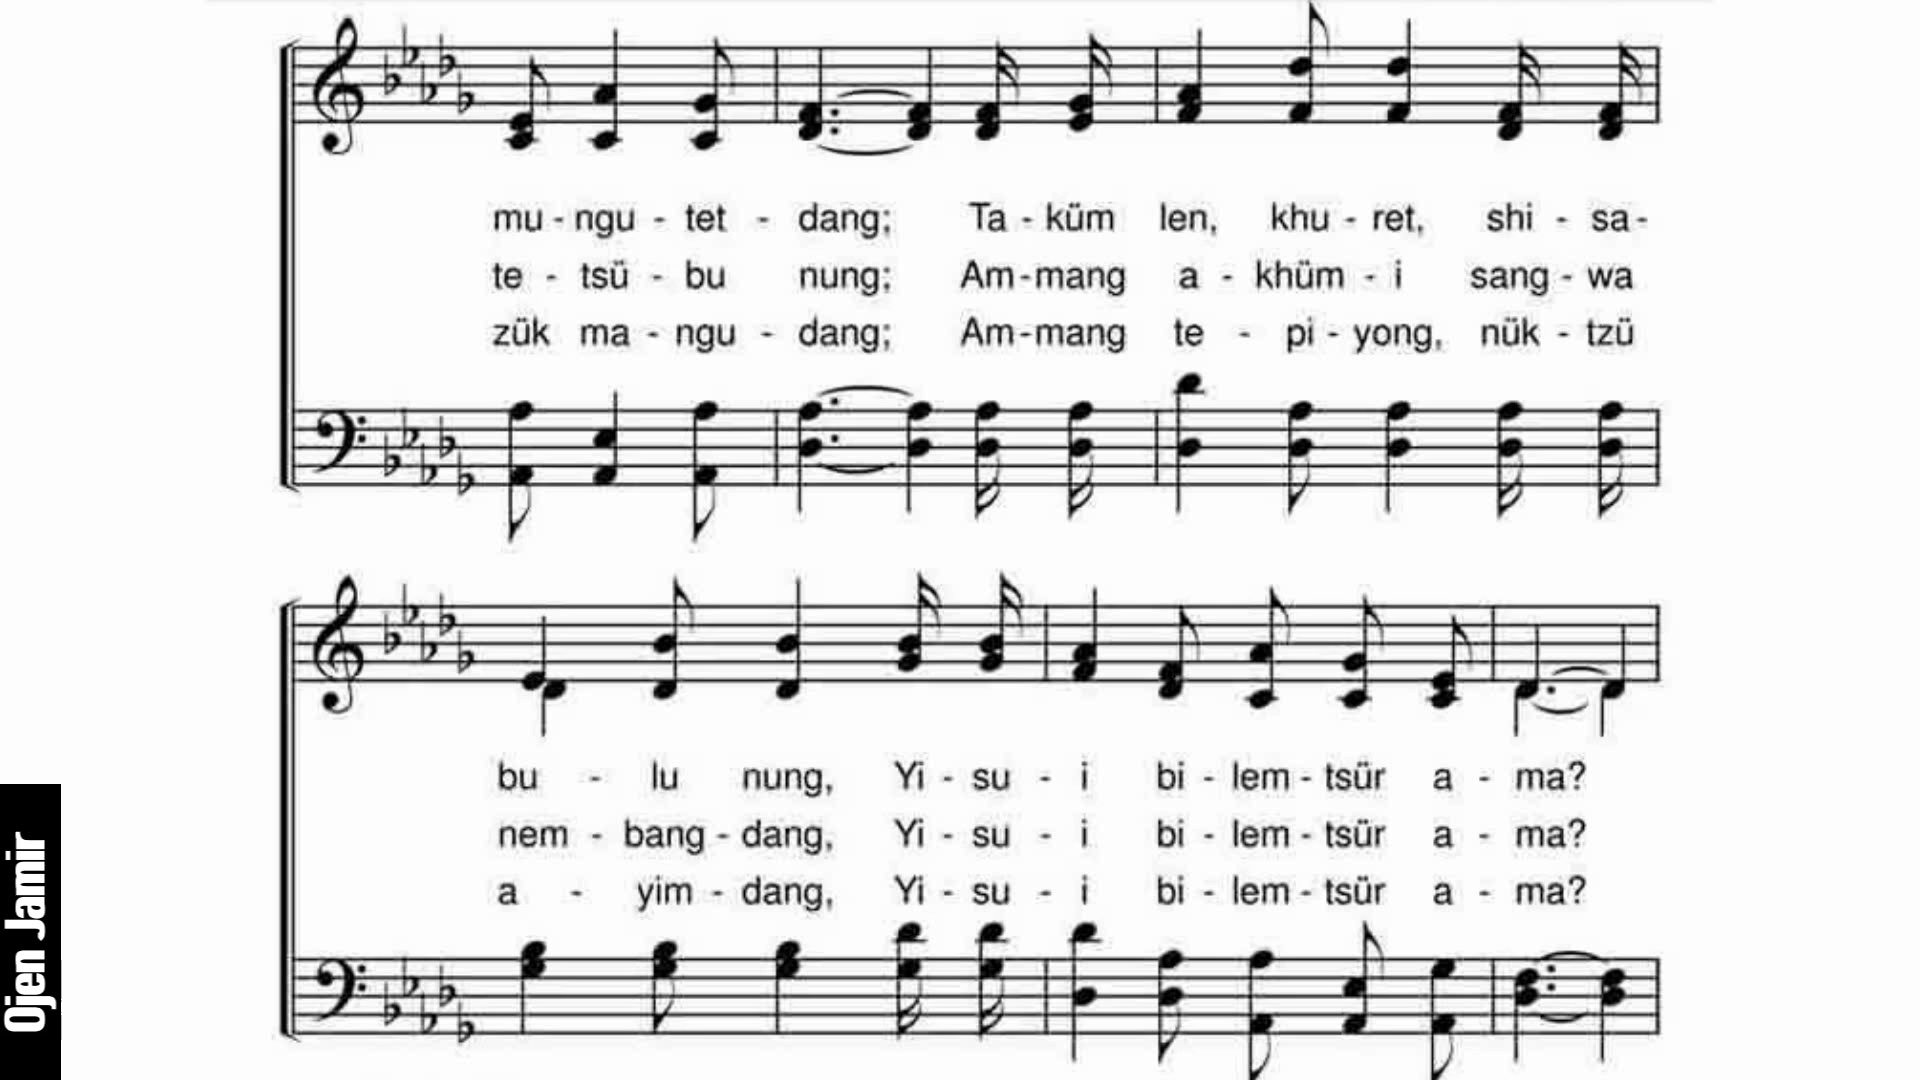 mu - ngu - tet - dang; Ta - küm len, khu - ret, shi - sa-
te - tsü - bu nung; Am-mang a - khüm - i sang - wa
zük ma - ngu - dang; Am-mang te - pi - yong, nük - tzü
bu - lu nung, Yi - su - i bi - lem - tsür a - ma?
nem - bang - dang, Yi - su - i bi - lem - tsür a - ma?
a - yim - dang, Yi - su - i bi - lem - tsür a - ma?
Ojen Jamir